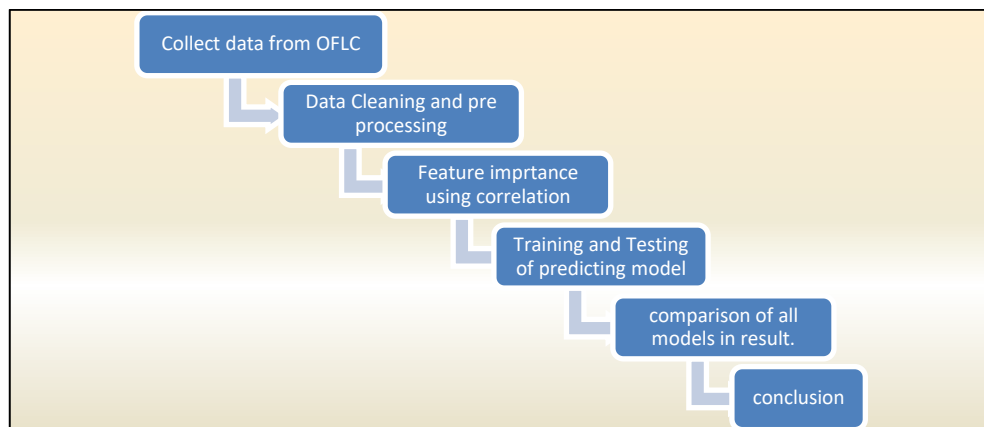 Collect data from OFLC
Data Cleaning and pre
processing
Feature imprtance
using correlation
Training and Testing
of predicting model
comparison of all
models in result.
conclusion